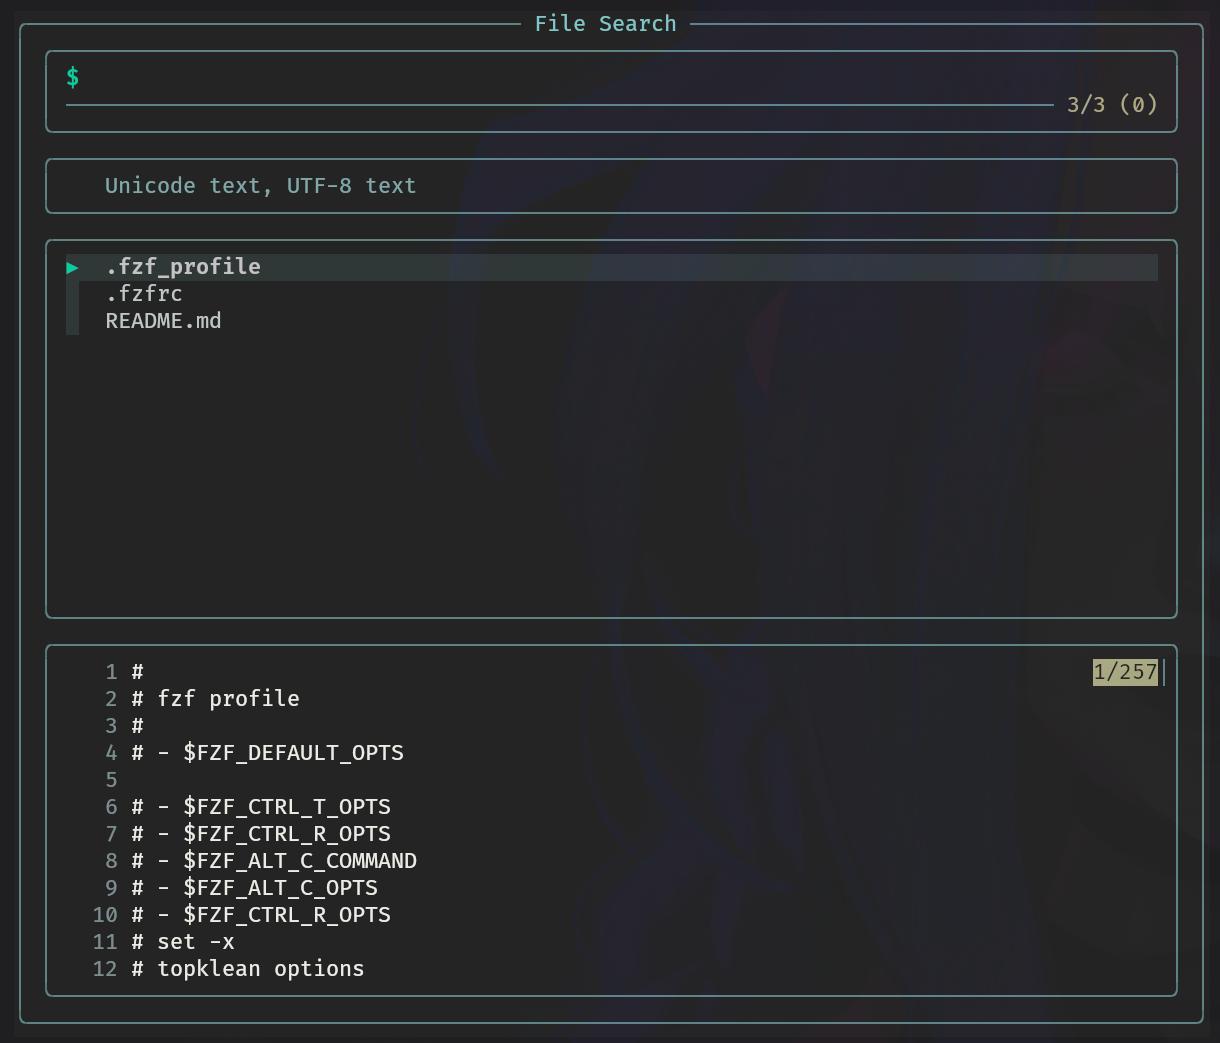 File Search
$
3/3 (0)
Unicode text, UTF-8 text
▶ .fzf_profile
.fzfrc
README.md
1 # 1/257
2 # fzf profile
3 #
4 # - $FZF_DEFAULT_OPTS
5
6 # - $FZF_CTRL_T_OPTS
7 # - $FZF_CTRL_R_OPTS
8 # - $FZF_ALT_C_COMMAND
9 # - $FZF_ALT_C_OPTS
10 # - $FZF_CTRL_R_OPTS
11 # set -x
12 # topklean options